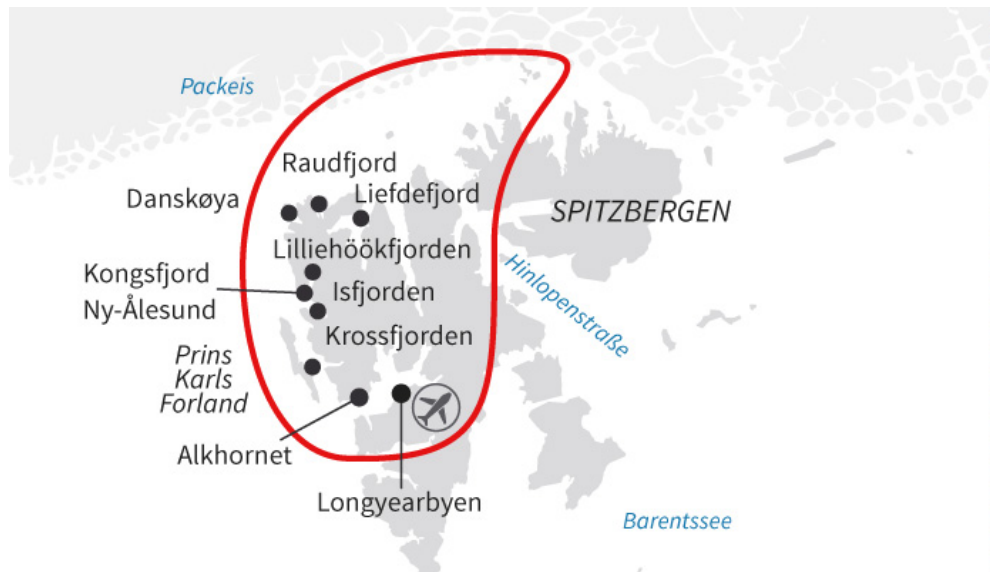 Packeis
Raudfjord
Danskøya
Liefdefjord
SPITZBERGEN
Lilliehöökfjorden
Kongsfjord
Isfjorden
Hinlopenstraße
Ny-Ålesund
Krossfjorden
Prins
Karls
Forland
Alkhornet
Longyearbyen
Barentssee